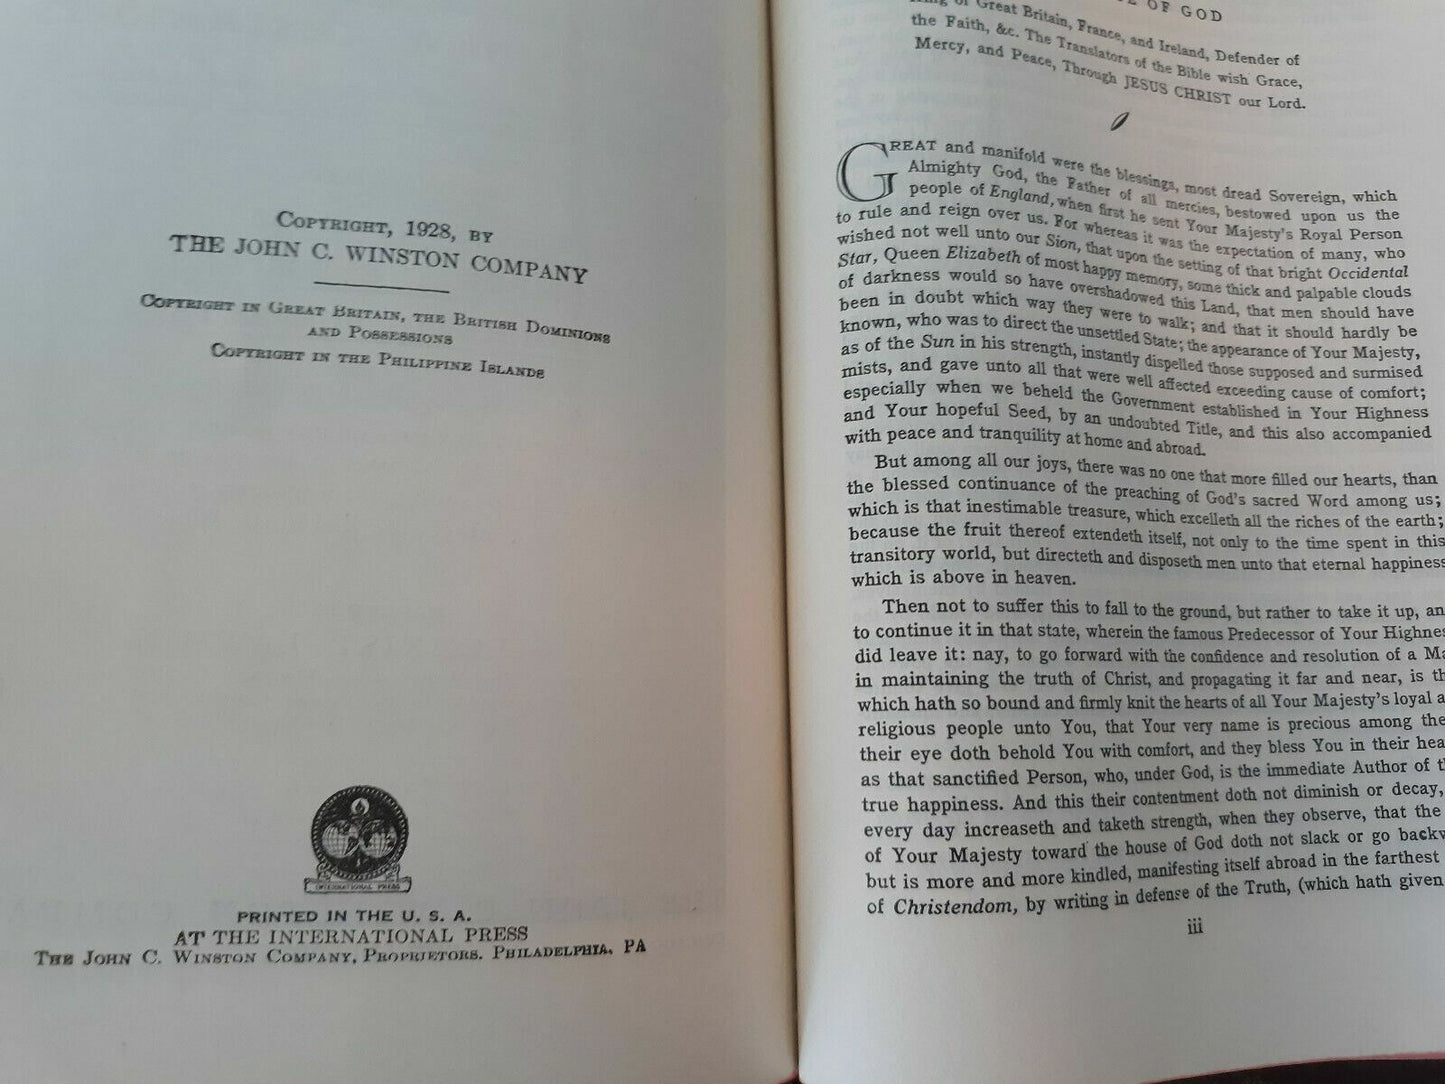 COPYRIGHT, 1928, BY
THE JOHN C. WINSTON COMPANY
COPYRIGHT IN GREAT BRITAIN, THE BRITISH DOMINIONS
AND POSSESSIONS
COPYRIGHT IN THE PHILIPPINE ISLANDS
INTERNATIONAL PRESS
PRINTED IN THE U. S. A.
AT THE INTERNATIONAL PRESS
THE JOHN C. WINSTON COMPANY, PROPRIETORS. PHILADELPHIA, PA
OF GOD
of Great Britain, France, and Ireland, Defender of
the Faith, &c. The Translators of the Bible wish Grace,
Mercy, and Peace, Through JESUS CHRIST our Lord.
GREAT and manifold were the blessings, most dread Sovereign, which
Almighty God, the Father of all mercies, bestowed upon us the
people of England, when first he sent Your Majesty's Royal Person
to rule and reign over us. For whereas it was the expectation of many, who
wished not well unto our Sion, that upon the setting of that bright Occidental
Star, Queen Elizabeth of most happy memory, some thick and palpable clouds
of darkness would so have overshadowed this Land, that men should have
been in doubt which way they were to walk; and that it should hardly be
known, who was to direct the unsettled State; the appearance of Your Majesty,
as of the Sun in his strength, instantly dispelled those supposed and surmised
mists, and gave unto all that were well affected exceeding cause of comfort;
especially when we beheld the Government established in Your Highness
and Your hopeful Seed, by an undoubted Title, and this also accompanied
with peace and tranquility at home and abroad.
But among all our joys, there was no one that more filled our hearts, than
the blessed continuance of the preaching of God's sacred Word among us;
which is that inestimable treasure, which excelleth all the riches of the earth;
because the fruit thereof extendeth itself, not only to the time spent in this
transitory world, but directeth and disposeth men unto that eternal happiness
which is above in heaven.
Then not to suffer this to fall to the ground, but rather to take it up, an
to continue it in that state, wherein the famous Predecessor of Your Highnes
did leave it: nay, to go forward with the confidence and resolution of a Ma
in maintaining the truth of Christ, and propagating it far and near, is th
which hath so bound and firmly knit the hearts of all Your Majesty's loyal a
religious people unto You, that Your very name is precious among the
their eye doth behold You with comfort, and they bless You in their hea
as that sanctified Person, who, under God, is the immediate Author of t
true happiness. And this their contentment doth not diminish or decay,
every day increaseth and taketh strength, when they observe, that the
of Your Majesty toward the house of God doth not slack or go backw
but is more and more kindled, manifesting itself abroad in the farthest
of Christendom, by writing in defense of the Truth, (which hath given
iii